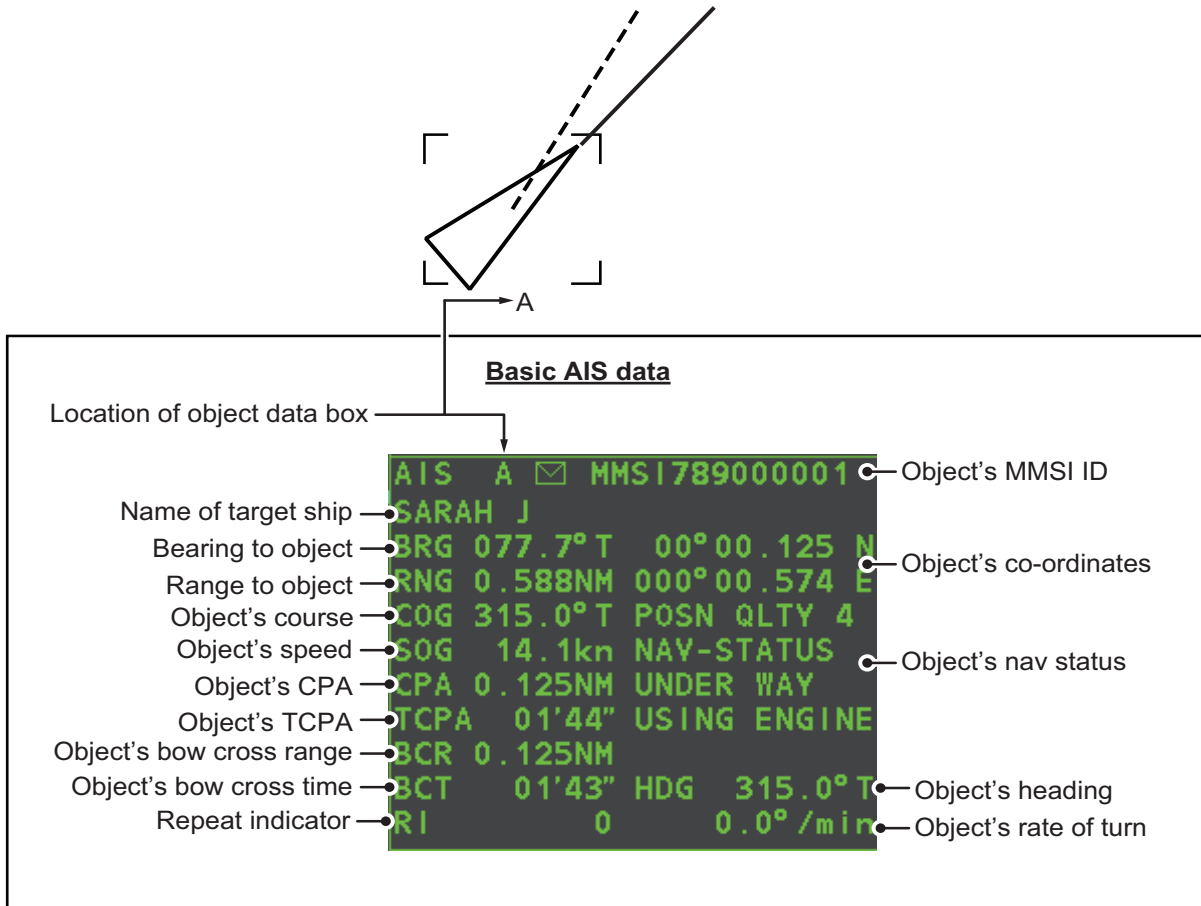 A
Basic AIS data
Location of object data box
AIS A ✉ MMSI789000001
Object's MMSI ID
Name of target ship
SARAH J
Bearing to object
BRG 077.7°T 00°00.125 N
Object's co-ordinates
Range to object
RNG 0.588NM 000°00.574 E
Object's course
COG 315.0°T POSN QLTY 4
Object's speed
SOG 14.1kn NAV-STATUS
Object's nav status
Object's CPA
CPA 0.125NM UNDER WAY
Object's TCPA
TCPA 01'44" USING ENGINE
Object's bow cross range
BCR 0.125NM
Object's bow cross time
BCT 01'43" HDG 315.0°T
Object's heading
Repeat indicator
RI 0 0.0°/min
Object's rate of turn